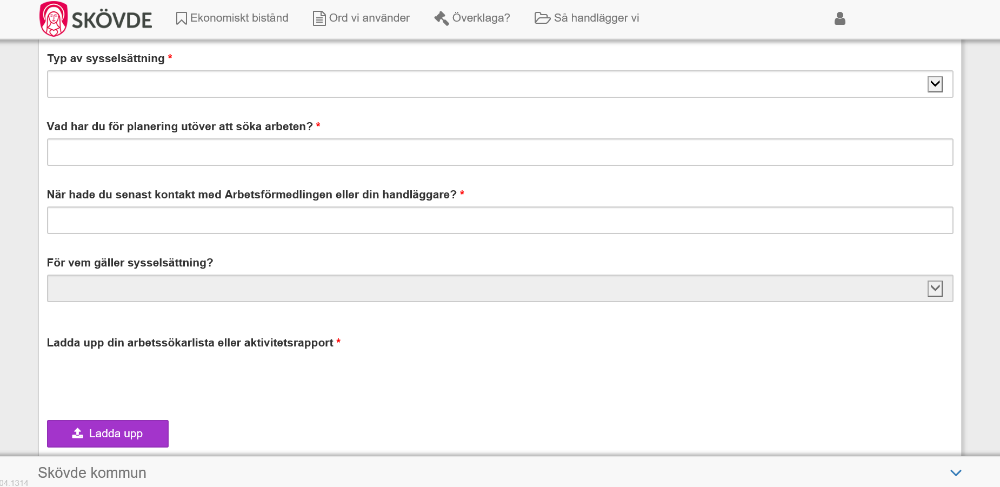 SKÖVDE Ekonomiskt bistånd Ord vi använder Överklaga? Så handlägger vi
Typ av sysselsättning *
Vad har du för planering utöver att söka arbeten? *
När hade du senast kontakt med Arbetsförmedlingen eller din handläggare? *
För vem gäller sysselsättning?
Ladda upp din arbetssökarlista eller aktivitetsrapport *
Ladda upp
Skövde kommun
04.1314